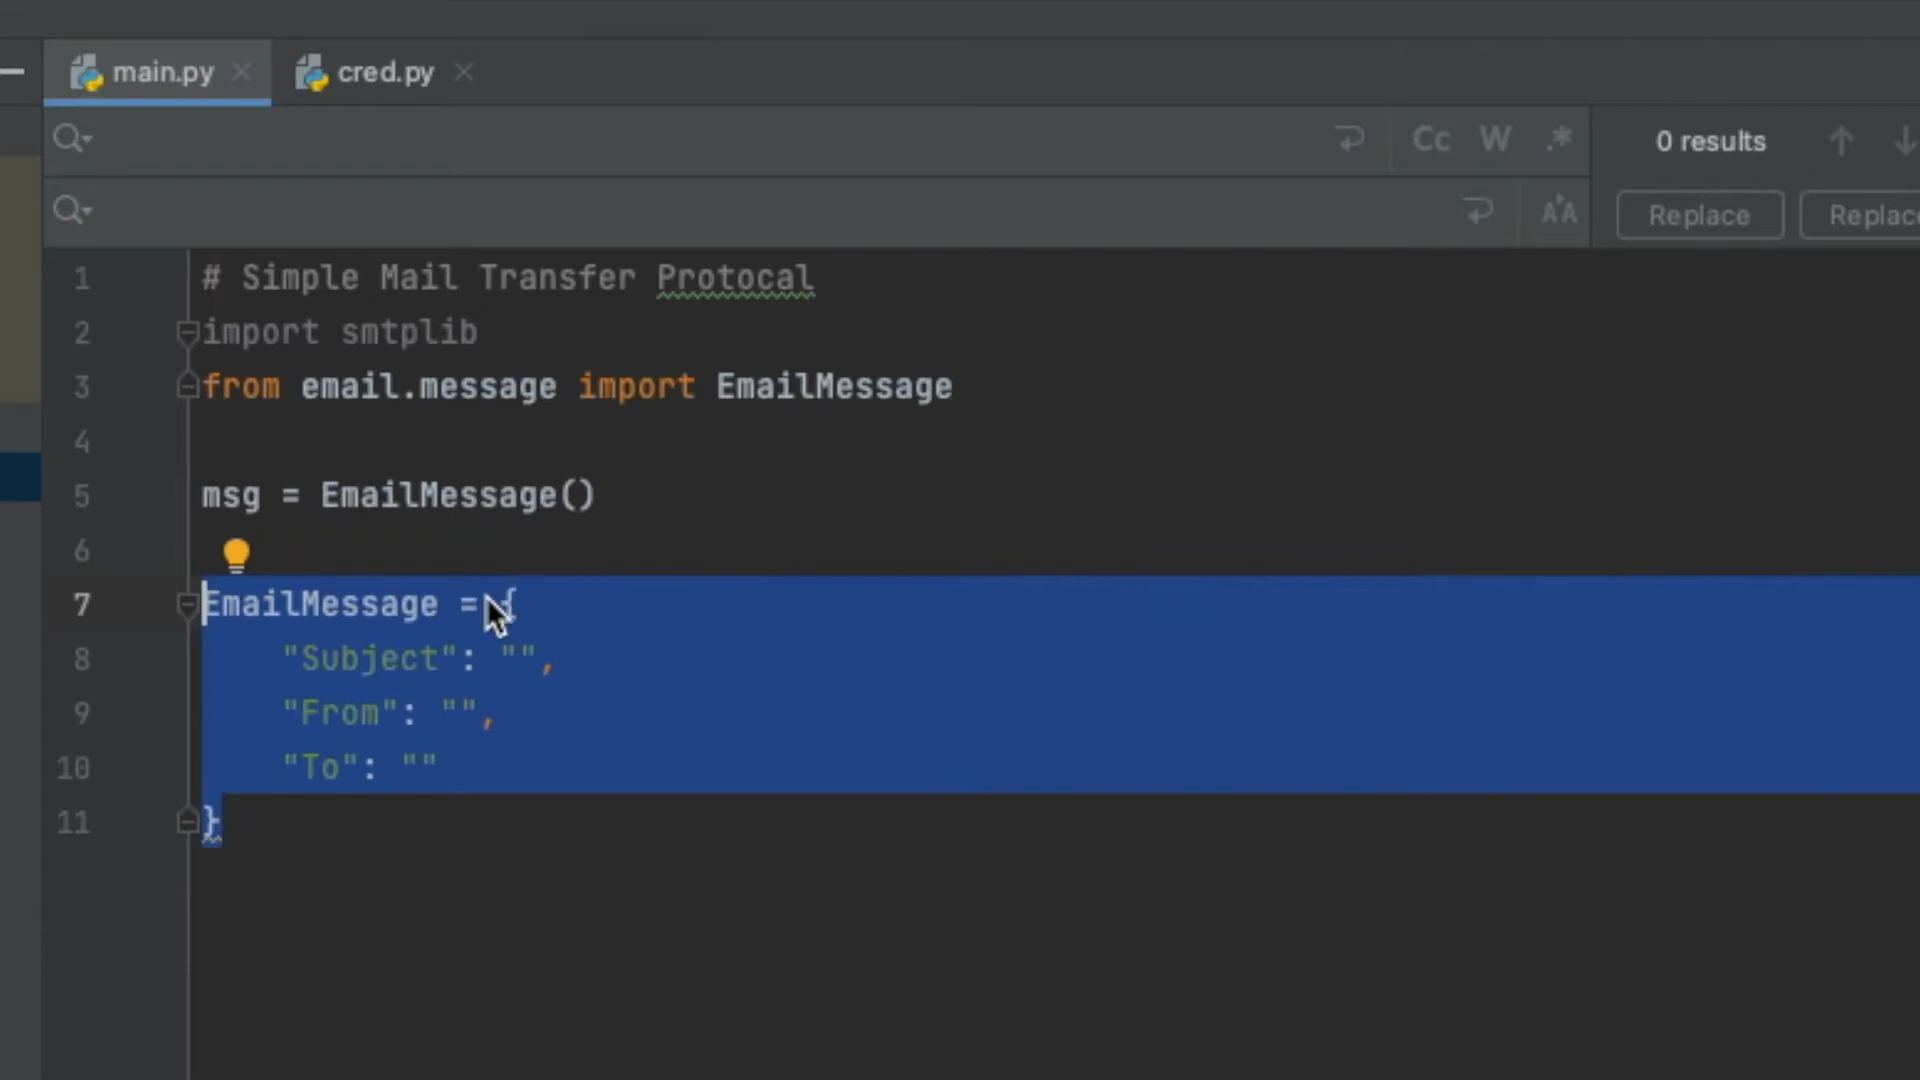 main.py
cred.py
Cc W .*
0 results
Replace
Replac
1 # Simple Mail Transfer Protocal
2 import smtplib
3 from email.message import EmailMessage
4
5 msg = EmailMessage()
6
7 EmailMessage = {
8 "Subject": "",
9 "From": "",
10 "To": ""
11 }